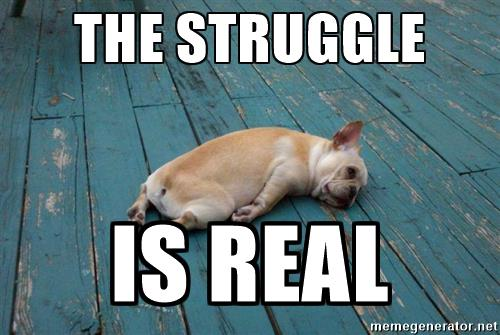 THE STRUGGLE
IS REAL
memegenerator.net